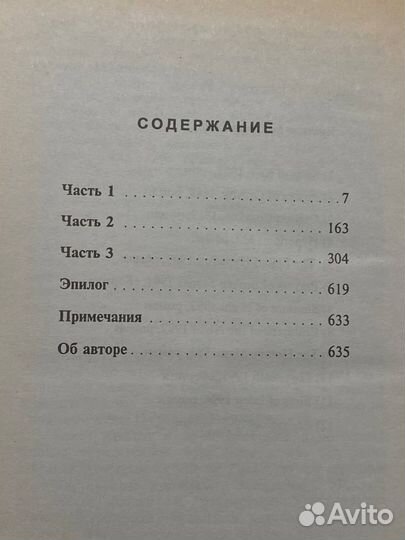 СОДЕРЖАНИЕ
Часть 1 . . . . . . . . . . . . . . . . . . . . . . . . . . 7
Часть 2 . . . . . . . . . . . . . . . . . . . . . . . . 163
Часть 3 . . . . . . . . . . . . . . . . . . . . . . . . 304
Эпилог . . . . . . . . . . . . . . . . . . . . . . . . 619
Примечания . . . . . . . . . . . . . . . . . . . . 633
Об авторе . . . . . . . . . . . . . . . . . . . . . . 635
Avito